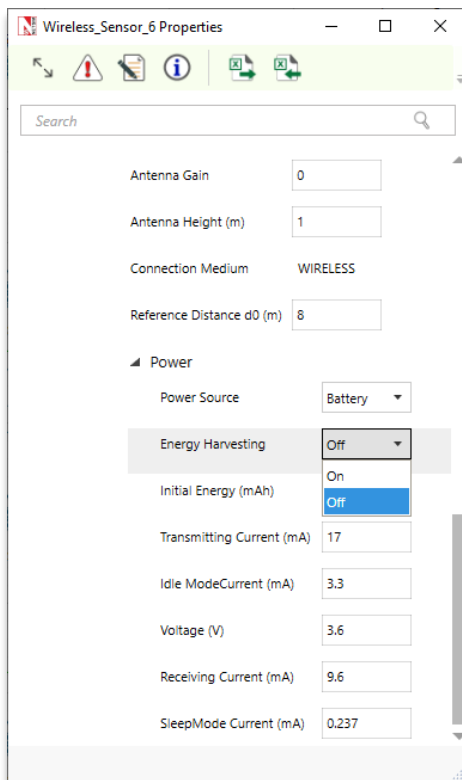 Wireless_Sensor_6 Properties
Search
Antenna Gain 0
Antenna Height (m) 1
Connection Medium WIRELESS
Reference Distance d0 (m) 8
Power
Power Source Battery
Energy Harvesting Off
On
Initial Energy (mAh)
Off
Transmitting Current (mA) 17
Idle ModeCurrent (mA) 3.3
Voltage (V) 3.6
Receiving Current (mA) 9.6
SleepMode Current (mA) 0.237